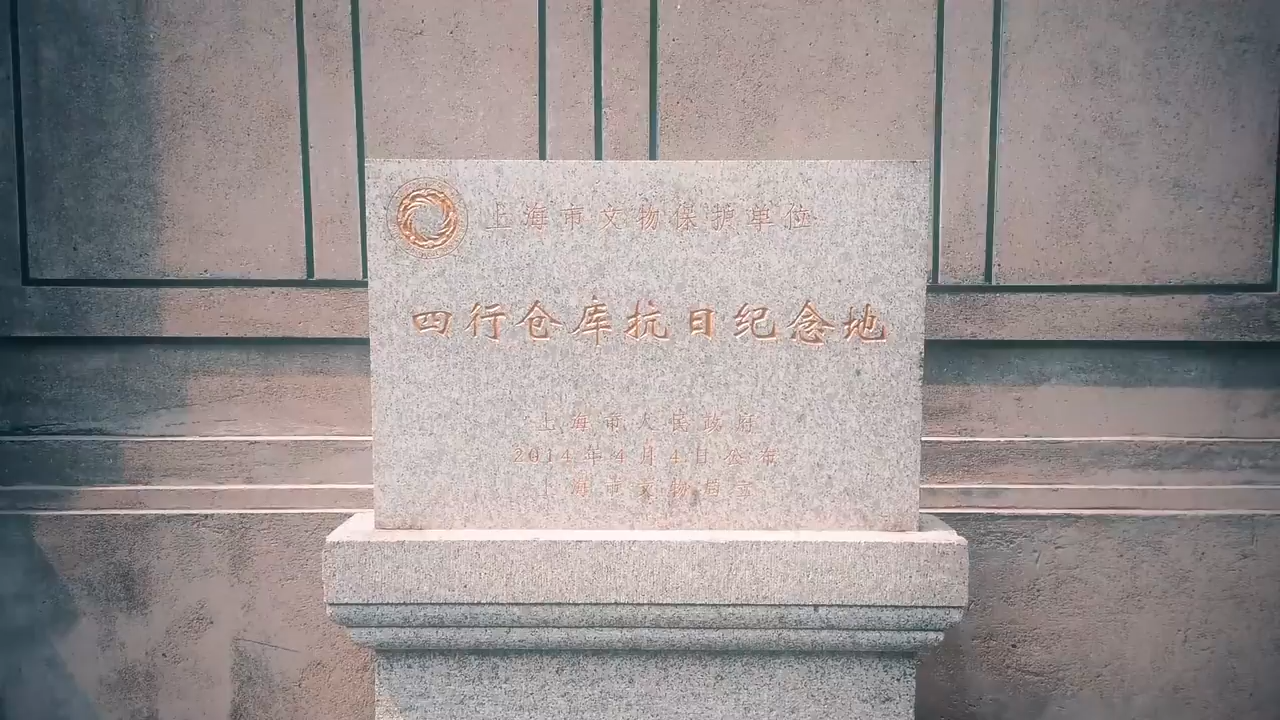 上海市文物保护单位
四行仓库抗日纪念地
上海市人民政府
2014年4月4日公布
上海市文物局立